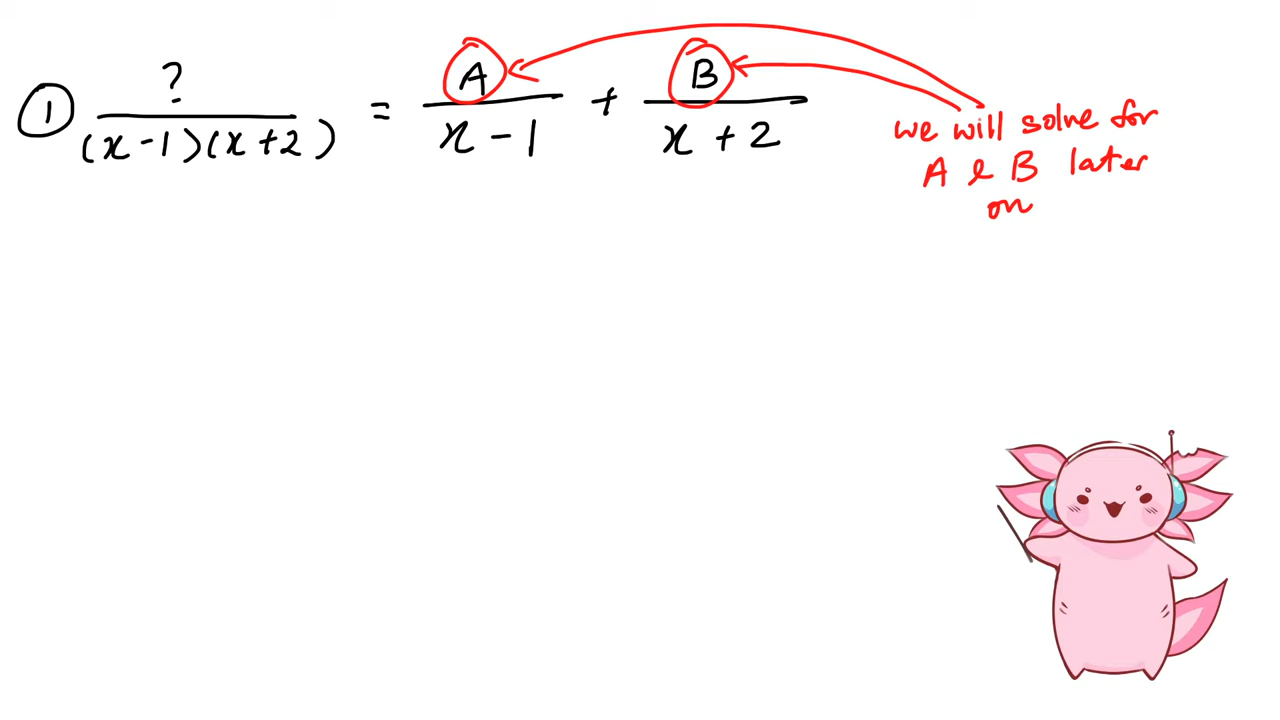 ① ?/((x-1)(x+2)) = A/(x-1) + B/(x+2)
we will solve for
A & B later
on